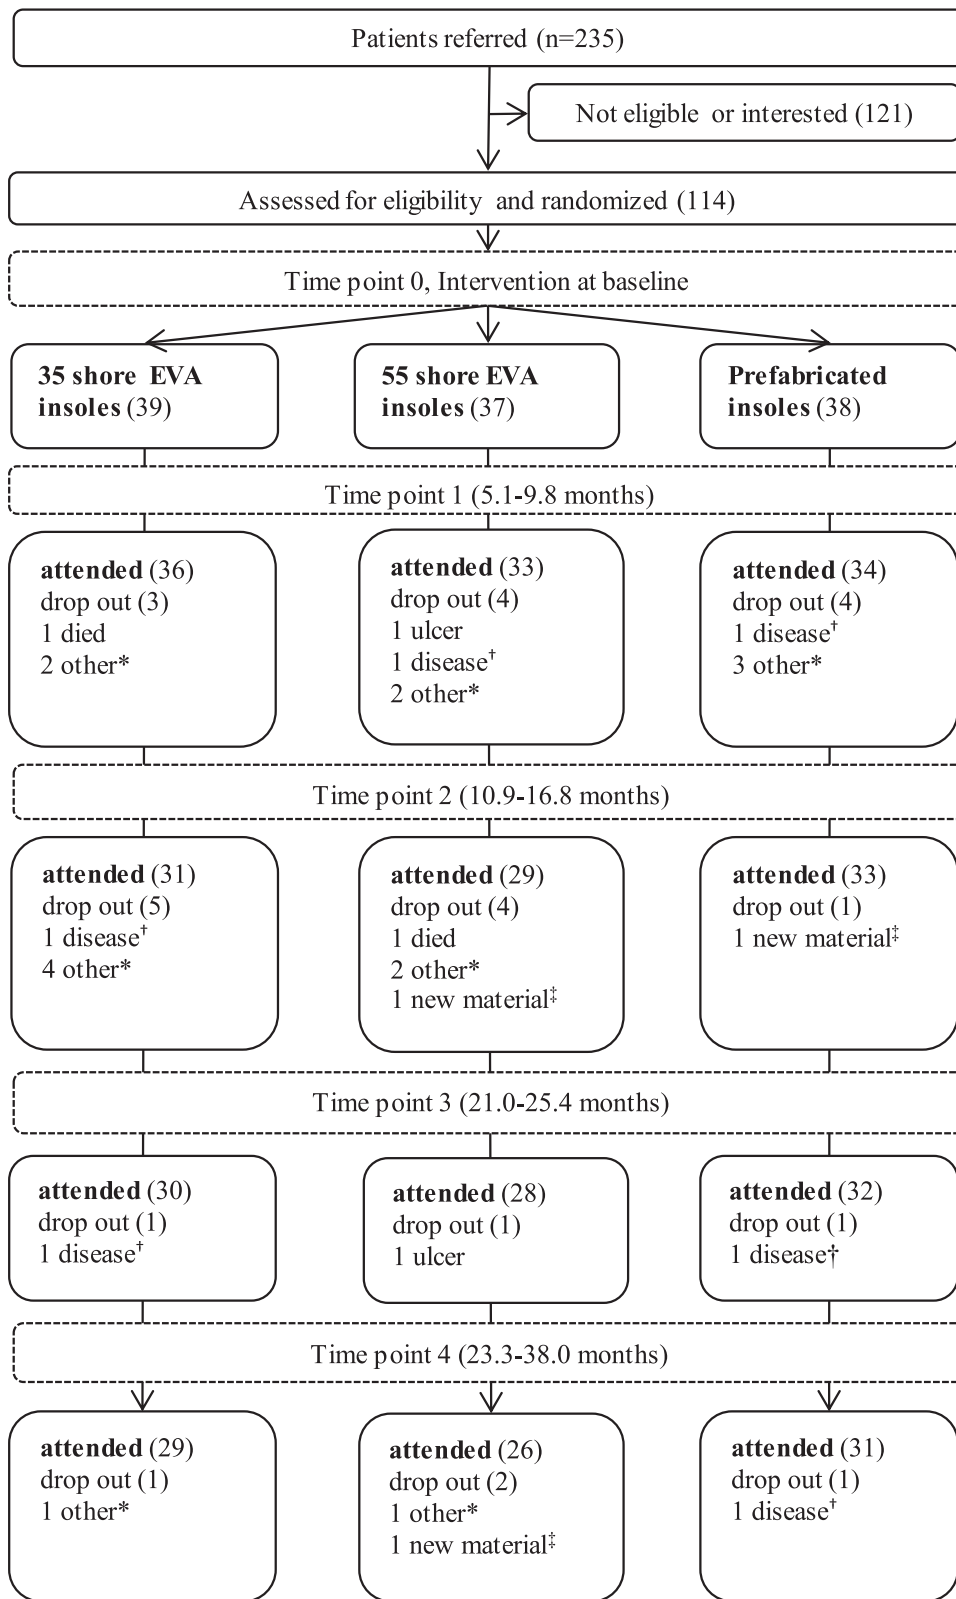 Patients referred (n=235)
Not eligible or interested (121)
Assessed for eligibility and randomized (114)
Time point 0, Intervention at baseline
35 shore EVA
insoles (39)
55 shore EVA
insoles (37)
Prefabricated
insoles (38)
Time point 1 (5.1-9.8 months)
attended (36)
drop out (3)
1 died
2 other*
attended (33)
drop out (4)
1 ulcer
1 disease†
2 other*
attended (34)
drop out (4)
1 disease†
3 other*
Time point 2 (10.9-16.8 months)
attended (31)
drop out (5)
1 disease†
4 other*
attended (29)
drop out (4)
1 died
2 other*
1 new material‡
attended (33)
drop out (1)
1 new material‡
Time point 3 (21.0-25.4 months)
attended (30)
drop out (1)
1 disease†
attended (28)
drop out (1)
1 ulcer
attended (32)
drop out (1)
1 disease†
Time point 4 (23.3-38.0 months)
attended (29)
drop out (1)
1 other*
attended (26)
drop out (2)
1 other*
1 new material‡
attended (31)
drop out (1)
1 disease†